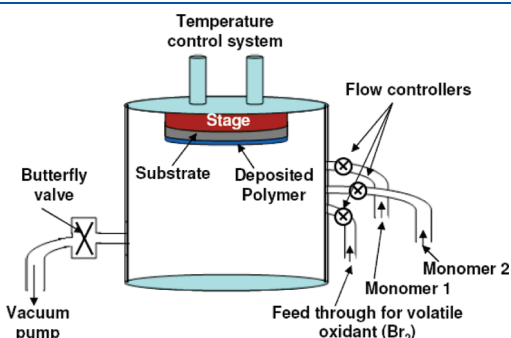 Temperature
control system
Flow controllers
Stage
Substrate
Deposited
Polymer
Butterfly
valve
Monomer 2
Monomer 1
Vacuum
pump
Feed through for volatile
oxidant (Br₂)